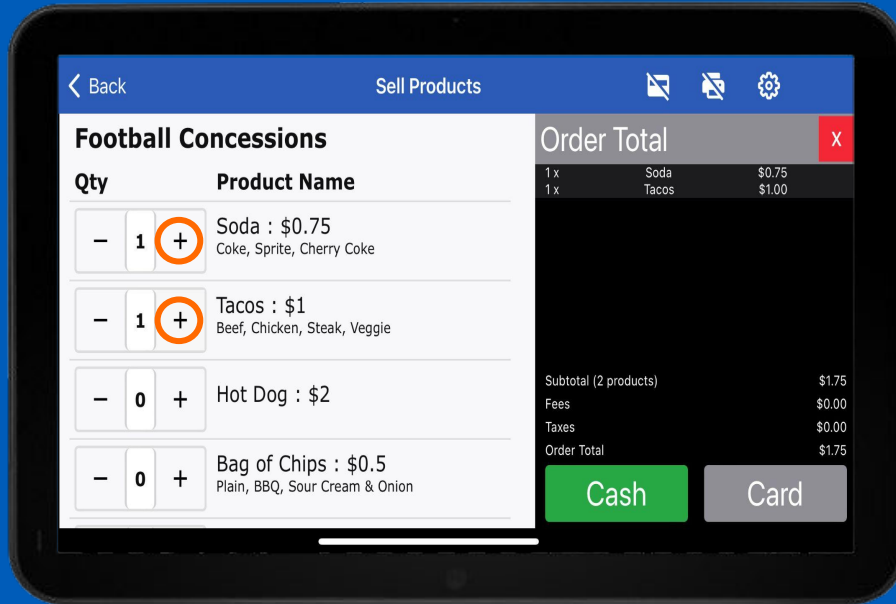 Back
Sell Products
Football Concessions
Qty Product Name
− 1 + Soda : $0.75
Coke, Sprite, Cherry Coke
− 1 + Tacos : $1
Beef, Chicken, Steak, Veggie
− 0 + Hot Dog : $2
− 0 + Bag of Chips : $0.5
Plain, BBQ, Sour Cream & Onion
Order Total X
1 x Soda $0.75
1 x Tacos $1.00
Subtotal (2 products) $1.75
Fees $0.00
Taxes $0.00
Order Total $1.75
Cash Card